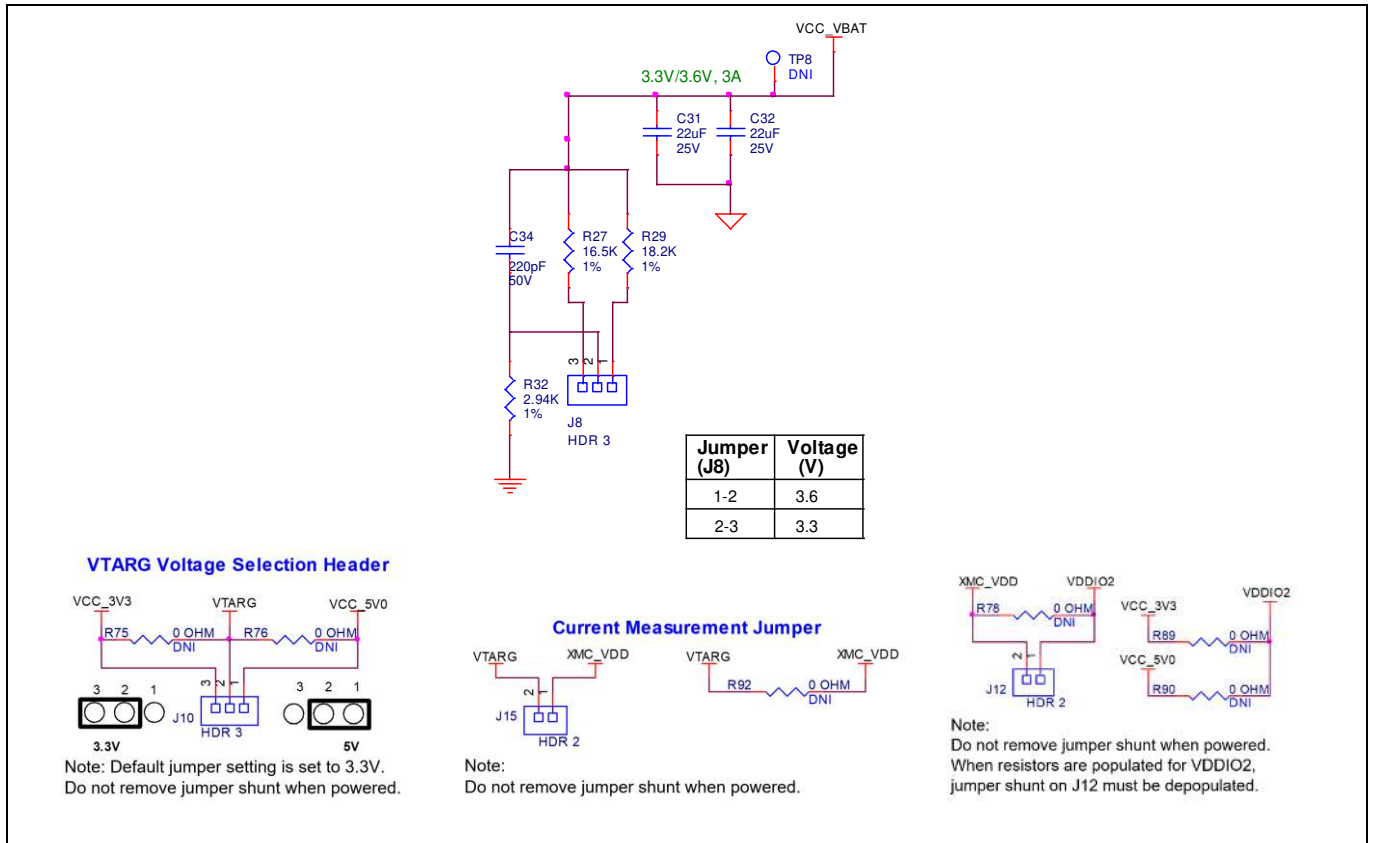 VCC_VBAT
TP8
DNI
3.3V/3.6V, 3A
C31
22uF
25V
C32
22uF
25V
C34
220pF
50V
R27
16.5K
1%
R29
18.2K
1%
3
2
1
R32
2.94K
1%
J8
HDR 3
Jumper (J8)
Voltage (V)
1-2
3.6
2-3
3.3
VTARG Voltage Selection Header
VCC_3V3
VTARG
VCC_5V0
R75
0 OHM
DNI
R76
0 OHM
DNI
3
2
1
3 2 1
J10
HDR 3
3 2 1
3.3V
5V
Note: Default jumper setting is set to 3.3V.
Do not remove jumper shunt when powered.
Current Measurement Jumper
VTARG
XMC_VDD
2
1
J15
HDR 2
VTARG
XMC_VDD
R92
0 OHM
DNI
Note:
Do not remove jumper shunt when powered.
XMC_VDD
VDDIO2
R78
0 OHM
DNI
2
1
J12
HDR 2
VCC_3V3
VDDIO2
R89
0 OHM
DNI
VCC_5V0
R90
0 OHM
DNI
Note:
Do not remove jumper shunt when powered.
When resistors are populated for VDDIO2,
jumper shunt on J12 must be depopulated.